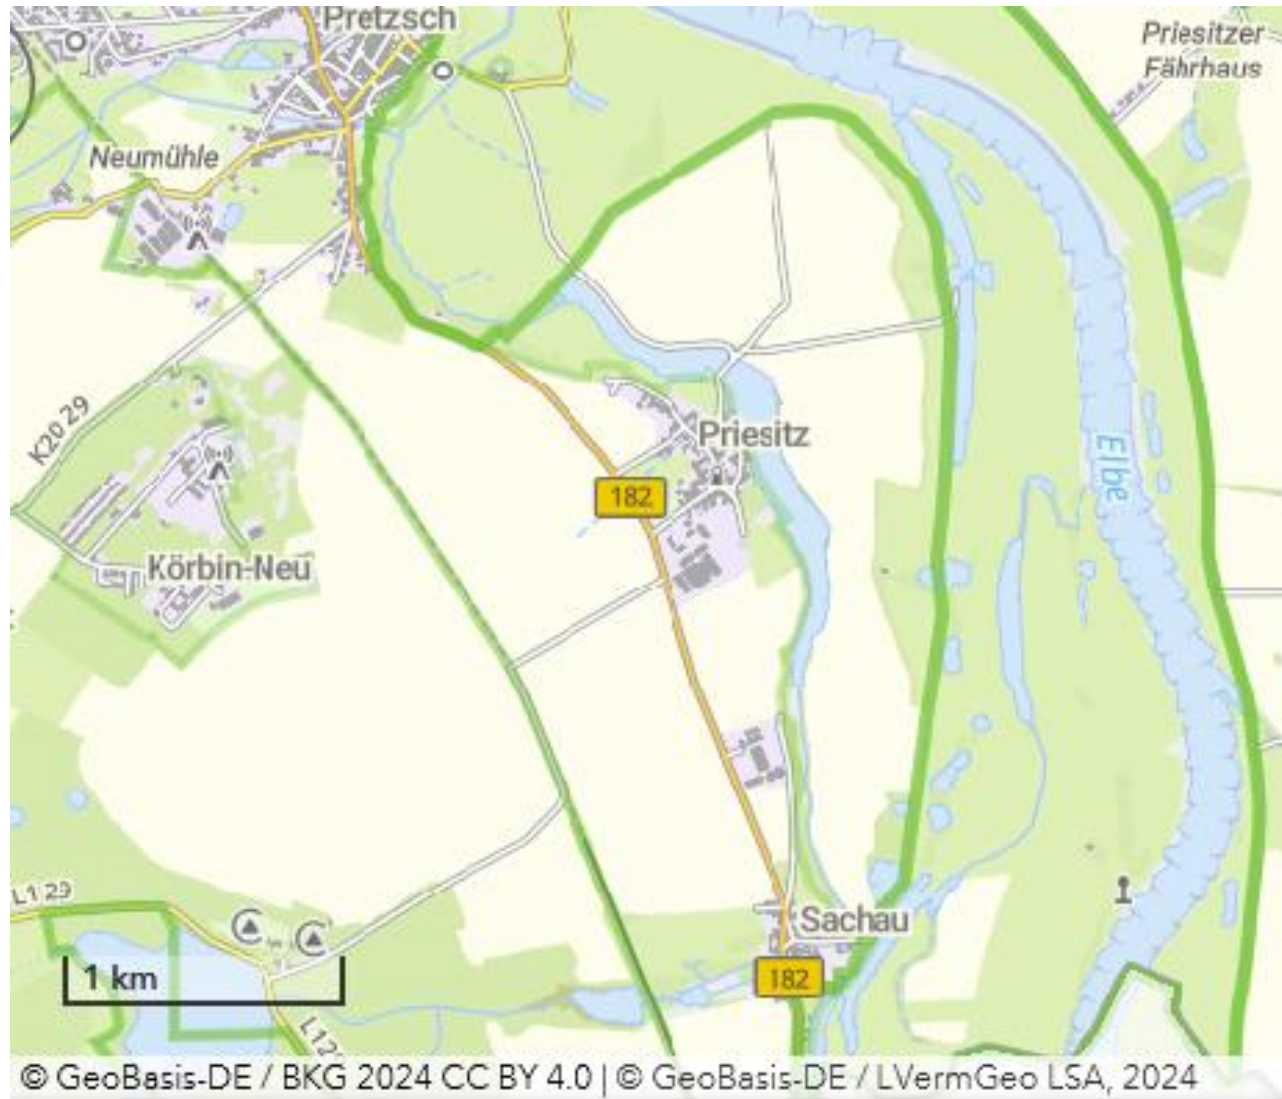 Pretzsch
Priesitzer
Fährhaus
Neumühle
K20 29
Priesitz
Elbe
182
Körbin-Neu
L1 29
Sachau
1 km
182
L12
© GeoBasis-DE / BKG 2024 CC BY 4.0 | © GeoBasis-DE / LVermGeo LSA, 2024